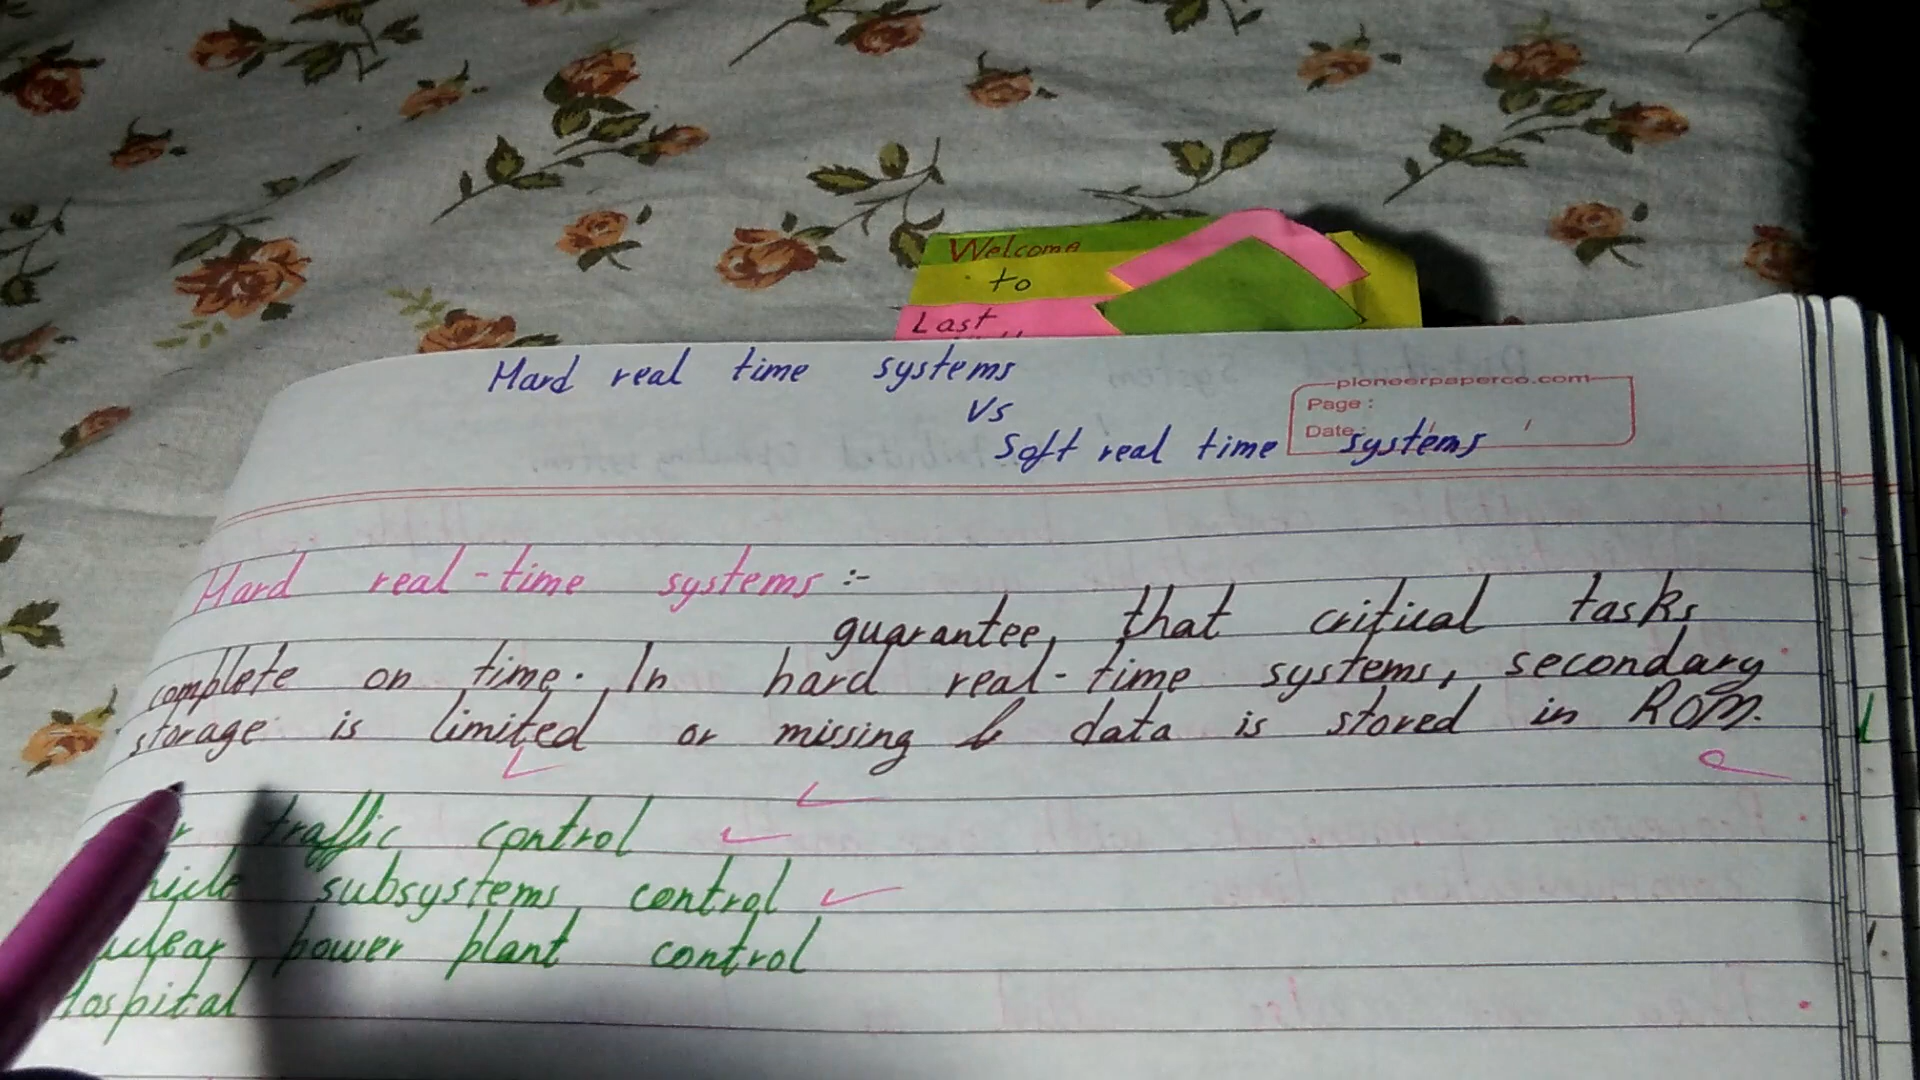 Welcome
to
Last
Hard real time systems
Vs
pioneerpaperco.com
Page :
Date :
Soft real time systems
Hard real-time systems :-
guarantee, that critical tasks
complete on time. In hard real-time systems, secondary
storage is limited or missing & data is stored in ROM.
traffic control
subsystems control
power plant control
Hospital